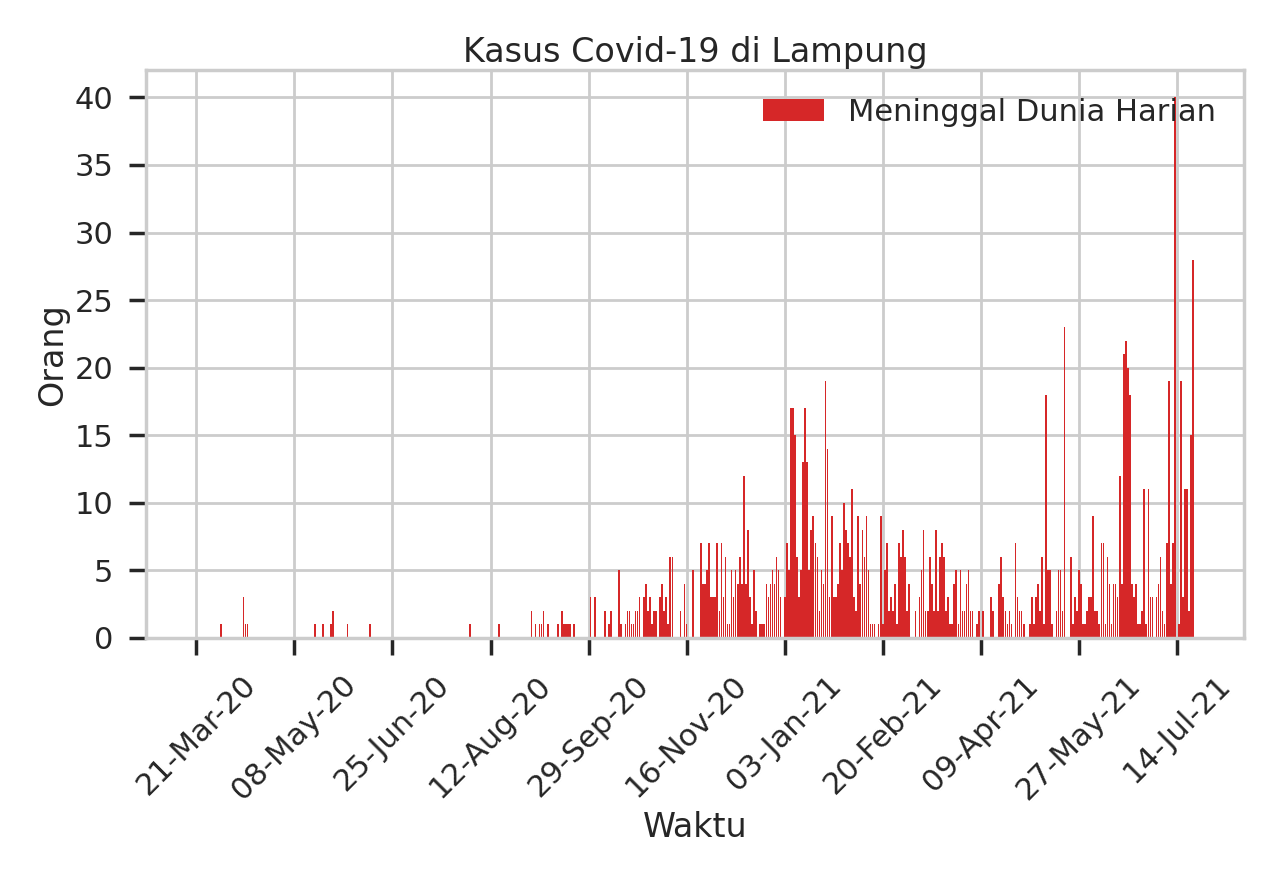 Kasus Covid-19 di Lampung
Meninggal Dunia Harian
Orang
40
35
30
25
20
15
10
5
0
21-Mar-20
08-May-20
25-Jun-20
12-Aug-20
29-Sep-20
16-Nov-20
03-Jan-21
20-Feb-21
09-Apr-21
27-May-21
14-Jul-21
Waktu